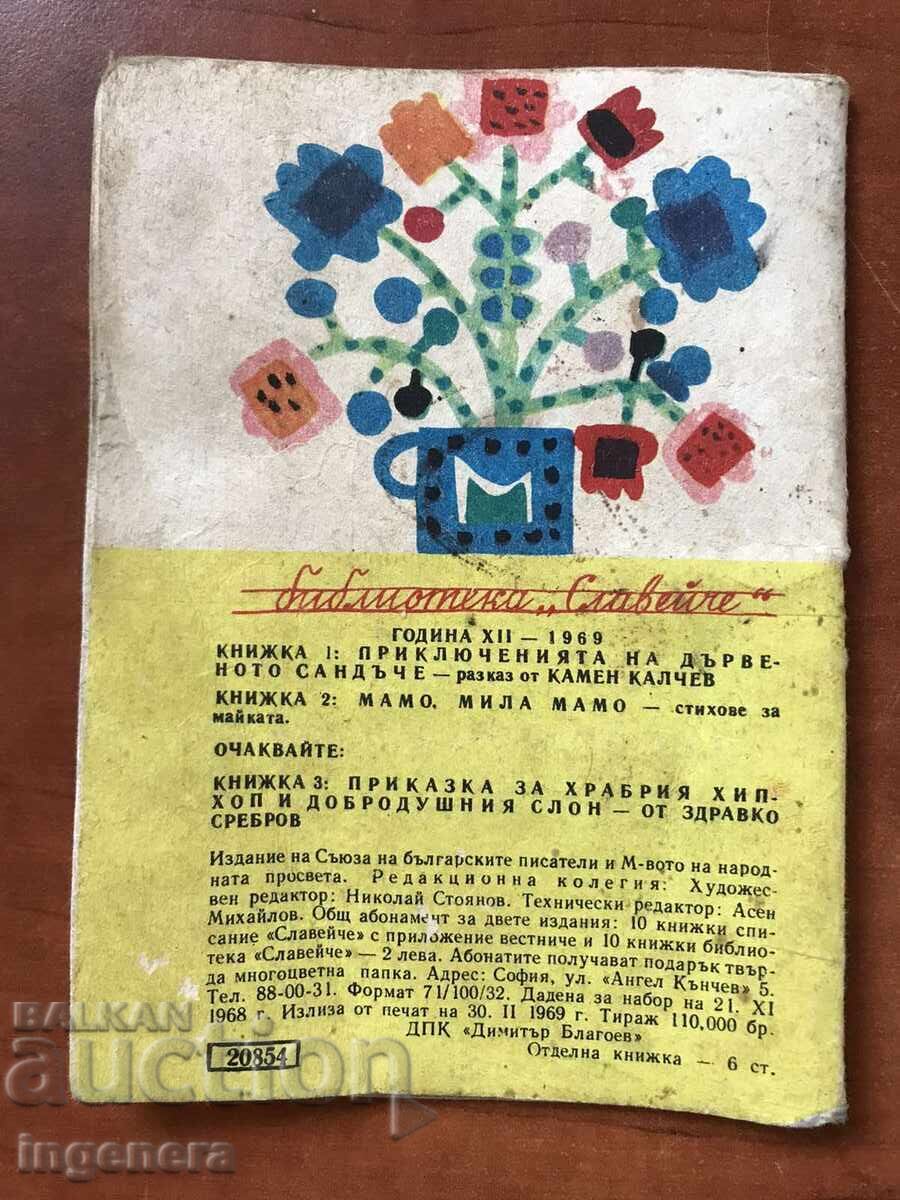 М
библиотека „Славейче“
ГОДИНА XII — 1969
КНИЖКА 1: ПРИКЛЮЧЕНИЯТА НА ДЪРВЕ-
НОТО САНДЪЧЕ — разказ от КАМЕН КАЛЧЕВ
КНИЖКА 2: МАМО, МИЛА МАМО — стихове за
майката.
ОЧАКВАЙТЕ:
КНИЖКА 3: ПРИКАЗКА ЗА ХРАБРИЯ ХИП-
ХОП И ДОБРОДУШНИЯ СЛОН — ОТ ЗДРАВКО
СРЕБРОВ
Издание на Съюза на българските писатели и М-вото на народ-
ната просвета. Редакционна колегия: Художес-
вен редактор: Николай Стоянов. Технически редактор: Асен
Михайлов. Общ абонамент за двете издания: 10 книжки спи-
сание «Славейче» с приложение вестниче и 10 книжки библио-
тека «Славейче» — 2 лева. Абонатите получават подарък твър-
да многоцветна папка. Адрес: София, ул. «Ангел Кънчев» 5.
Тел. 88-00-31. Формат 71/100/32. Дадена за набор на 21. XI
1968 г. Излиза от печат на 30. II 1969 г. Тираж 110,000 бр.
ДПК «Димитър Благоев»
20854
Отделна книжка — 6 ст.
BALKAN
auction
ingenera